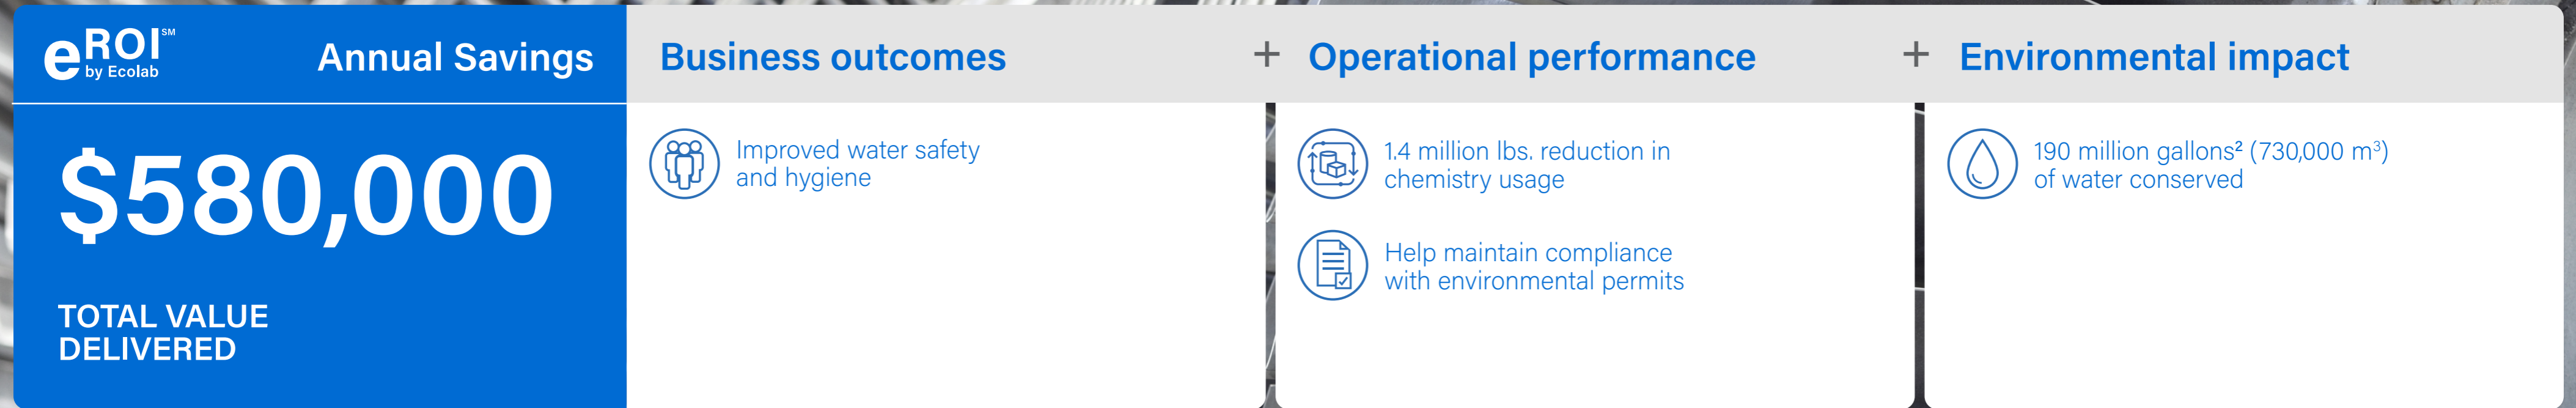 eROI℠
by Ecolab
Annual Savings
$580,000
TOTAL VALUE
DELIVERED
Business outcomes
Improved water safety
and hygiene
+
Operational performance
1.4 million lbs. reduction in
chemistry usage
Help maintain compliance
with environmental permits
+
Environmental impact
190 million gallons² (730,000 m³)
of water conserved